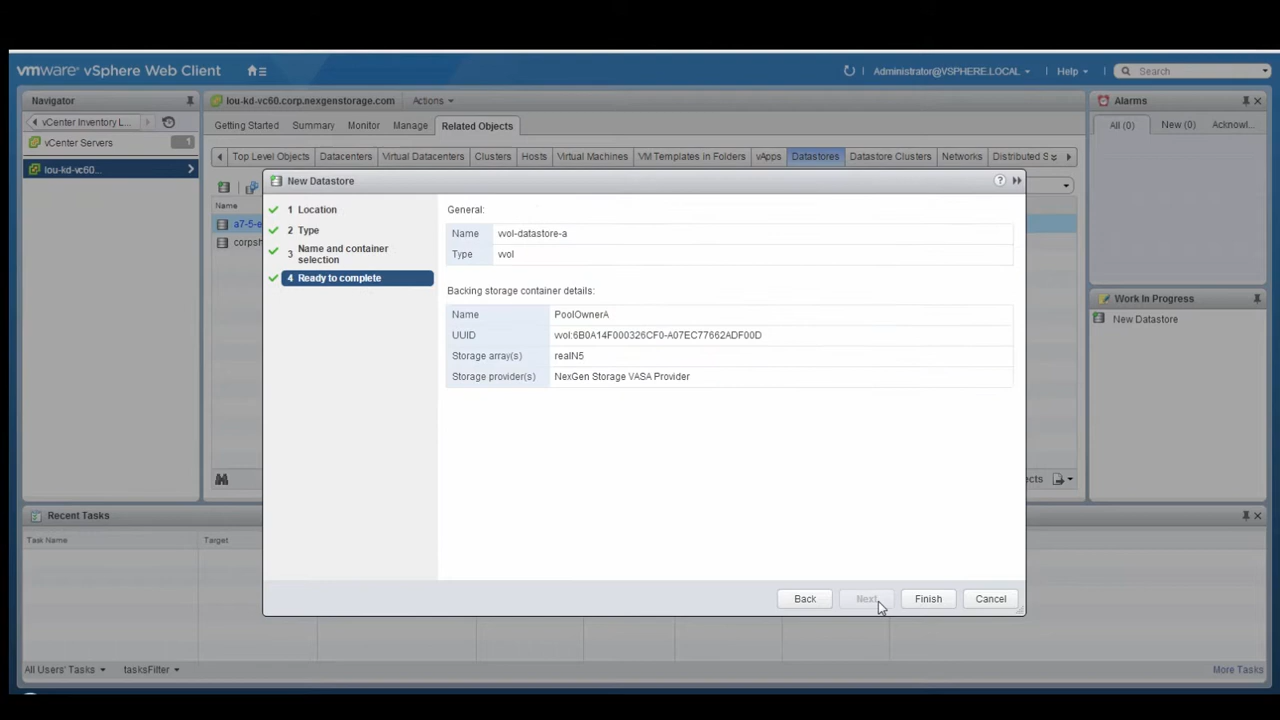 vmware vSphere Web Client
Administrator@VSPHERE.LOCAL
Help
Search
Navigator
vCenter Inventory L...
vCenter Servers
1
lou-kd-vc60...
lou-kd-vc60.corp.nexgenstorage.com
Actions
Getting Started
Summary
Monitor
Manage
Related Objects
Top Level Objects
Datacenters
Virtual Datacenters
Clusters
Hosts
Virtual Machines
VM Templates in Folders
vApps
Datastores
Datastore Clusters
Networks
Distributed S
Name
a7-5-e
corpsh
New Datastore
?
1 Location
2 Type
3 Name and container
selection
4 Ready to complete
General:
Name vvol-datastore-a
Type vvol
Backing storage container details:
Name PoolOwnerA
UUID vvol:6B0A14F000326CF0-A07EC77662ADF00D
Storage array(s) realN5
Storage provider(s) NexGen Storage VASA Provider
Back
Next
Finish
Cancel
Alarms
All (0)
New (0)
Acknowl...
Work In Progress
New Datastore
Recent Tasks
Task Name
Target
All Users' Tasks
tasksFilter
More Tasks